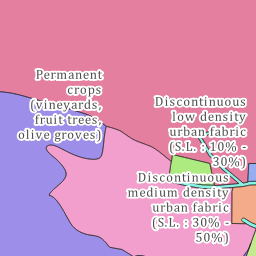 Permanent
crops
(vineyards,
fruit trees,
olive groves)
Discontinuous
low density
urban fabric
(S.L. : 10% -
30%)
Discontinuous
medium density
urban fabric
(S.L. : 30% -
50%)